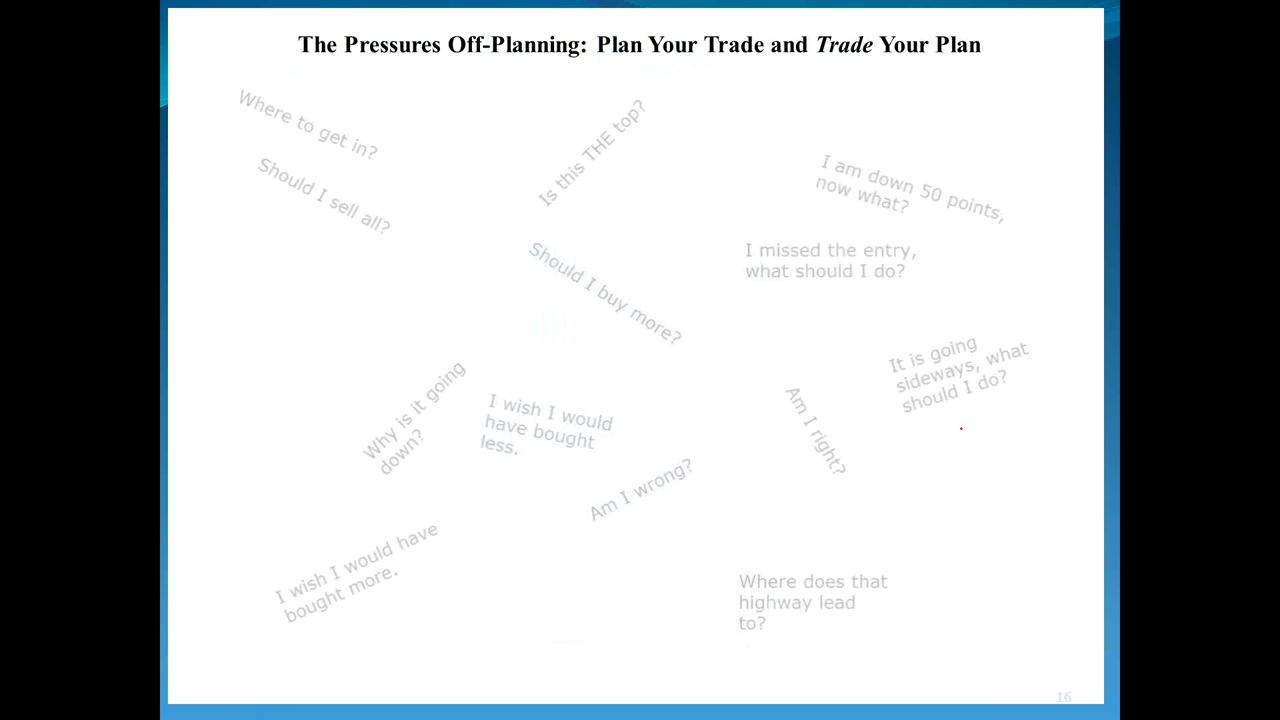 The Pressures Off-Planning: Plan Your Trade and Trade Your Plan
Where to get in?
Should I sell all?
Is this THE top?
I am down 50 points,
now what?
Should I buy more?
I missed the entry,
what should I do?
It is going
sideways, what
should I do?
Why is it going
down?
I wish I would
have bought
less.
Am I right?
Am I wrong?
I wish I would have
bought more.
Where does that
highway lead
to?
16